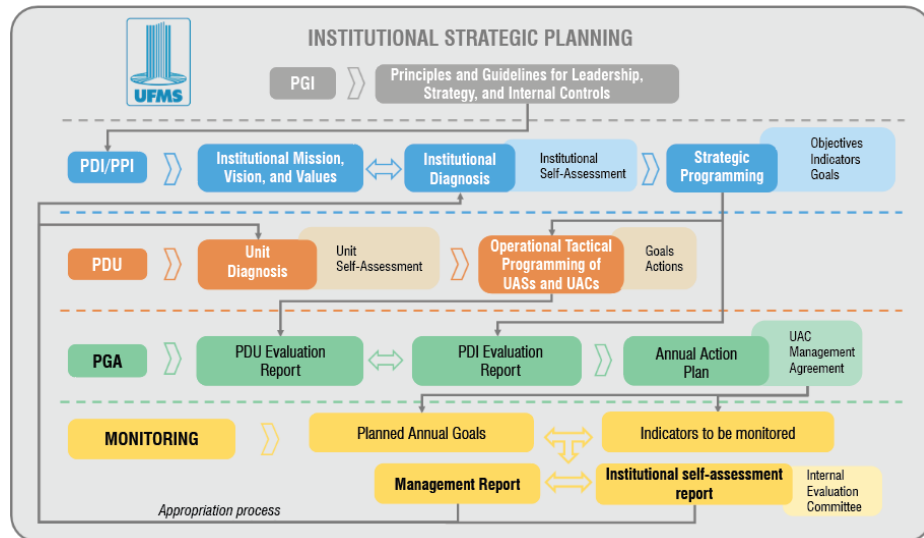 INSTITUTIONAL STRATEGIC PLANNING
UFMS
PGI
Principles and Guidelines for Leadership,
Strategy, and Internal Controls
PDI/PPI
Institutional Mission,
Vision, and Values
Institutional
Diagnosis
Institutional
Self-Assessment
Strategic
Programming
Objectives
Indicators
Goals
PDU
Unit
Diagnosis
Unit
Self-Assessment
Operational Tactical
Programming of
UASs and UACs
Goals
Actions
PGA
PDU Evaluation
Report
PDI Evaluation
Report
Annual Action
Plan
UAC
Management
Agreement
MONITORING
Planned Annual Goals
Indicators to be monitored
Management Report
Institutional self-assessment
report
Internal
Evaluation
Committee
Appropriation process